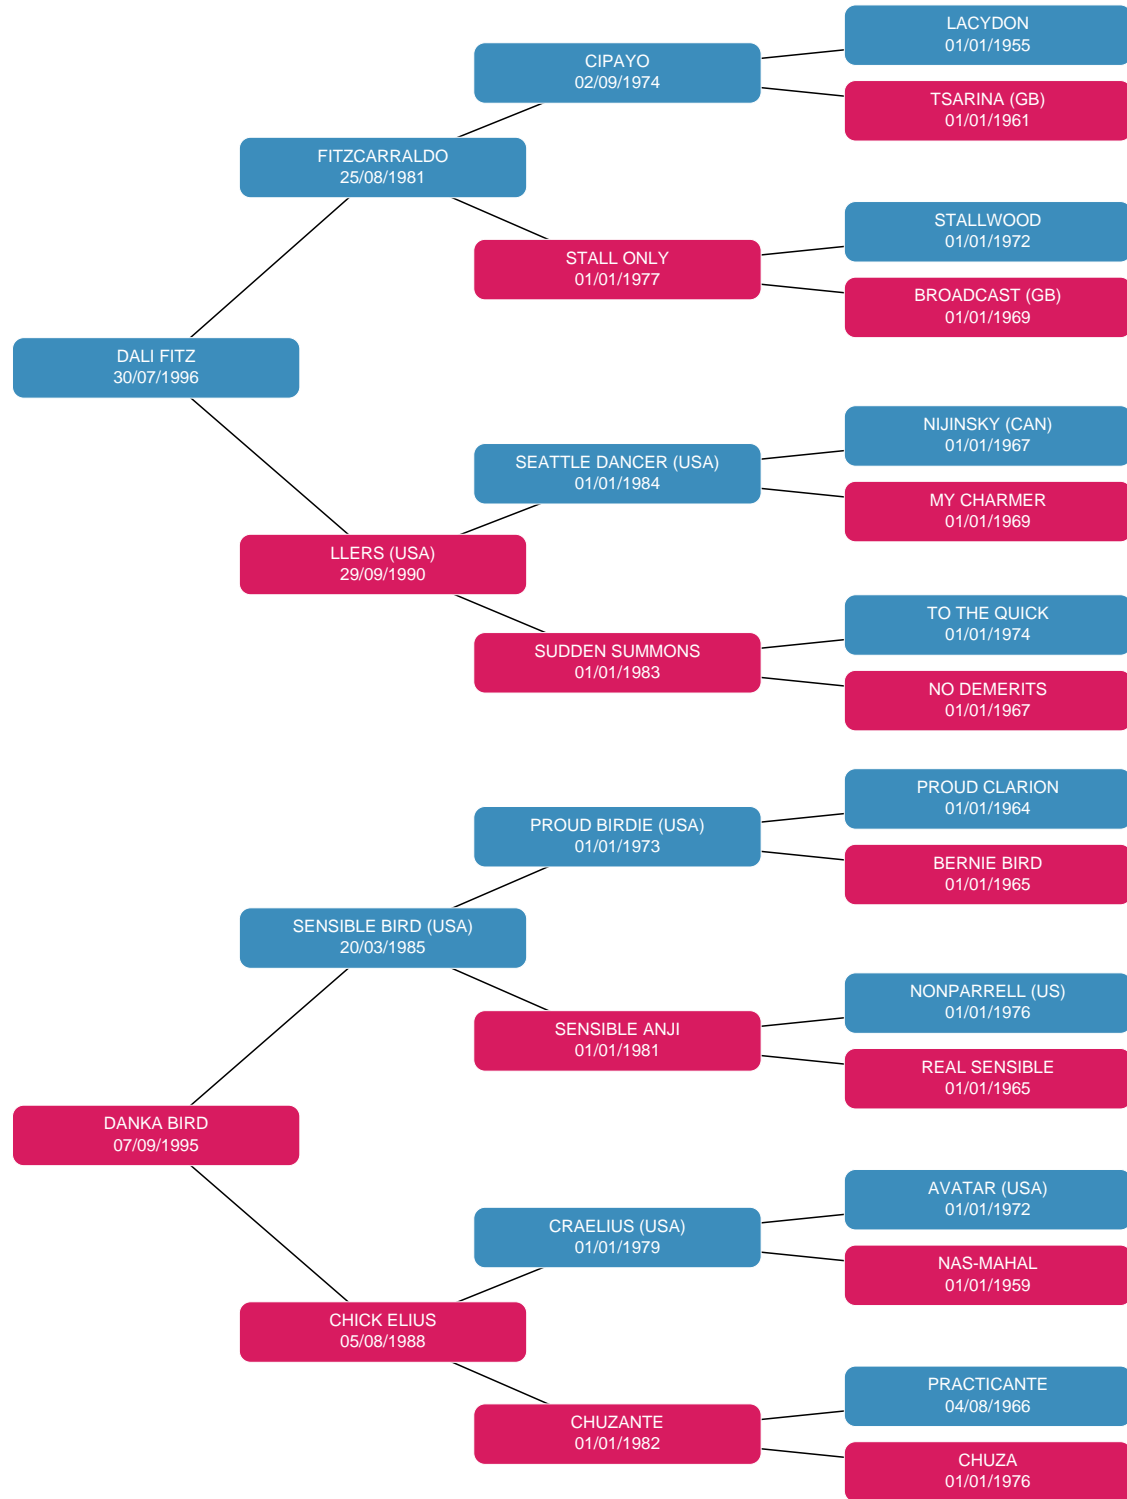 LACYDON
01/01/1955
CIPAYO
02/09/1974
TSARINA (GB)
01/01/1961
FITZCARRALDO
25/08/1981
STALLWOOD
01/01/1972
STALL ONLY
01/01/1977
BROADCAST (GB)
01/01/1969
DALI FITZ
30/07/1996
NIJINSKY (CAN)
01/01/1967
SEATTLE DANCER (USA)
01/01/1984
MY CHARMER
01/01/1969
LLERS (USA)
29/09/1990
TO THE QUICK
01/01/1974
SUDDEN SUMMONS
01/01/1983
NO DEMERITS
01/01/1967
PROUD CLARION
01/01/1964
PROUD BIRDIE (USA)
01/01/1973
BERNIE BIRD
01/01/1965
SENSIBLE BIRD (USA)
20/03/1985
NONPARRELL (US)
01/01/1976
SENSIBLE ANJI
01/01/1981
REAL SENSIBLE
01/01/1965
DANKA BIRD
07/09/1995
AVATAR (USA)
01/01/1972
CRAELIUS (USA)
01/01/1979
NAS-MAHAL
01/01/1959
CHICK ELIUS
05/08/1988
PRACTICANTE
04/08/1966
CHUZANTE
01/01/1982
CHUZA
01/01/1976